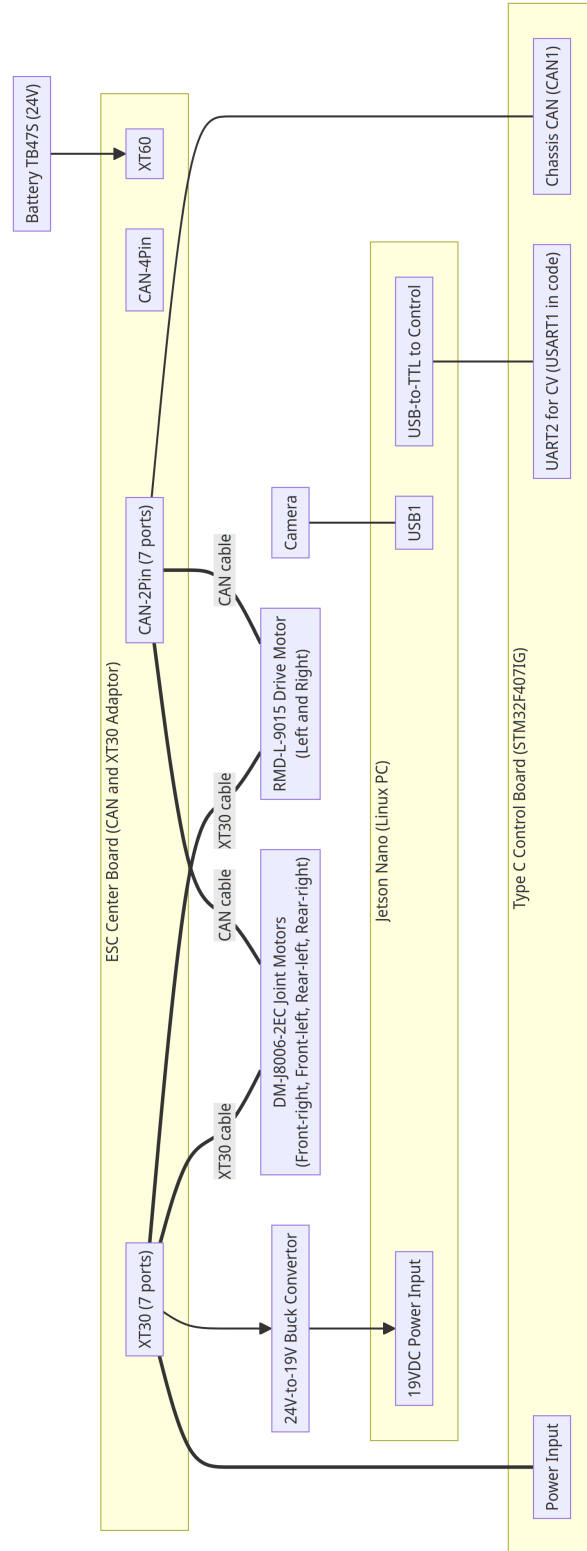 Battery TB47S (24V)
ESC Center Board (CAN and XT30 Adaptor)
XT30 (7 ports)
CAN-2Pin (7 ports)
CAN-4Pin
XT60
XT30 cable
CAN cable
XT30 cable
CAN cable
24V-to-19V Buck Convertor
DM-J8006-2EC Joint Motors
(Front-right, Front-left, Rear-left, Rear-right)
RMD-L-9015 Drive Motor
(Left and Right)
Camera
Jetson Nano (Linux PC)
19VDC Power Input
USB1
USB-to-TTL to Control
Type C Control Board (STM32F407IG)
Power Input
UART2 for CV (USART1 in code)
Chassis CAN (CAN1)